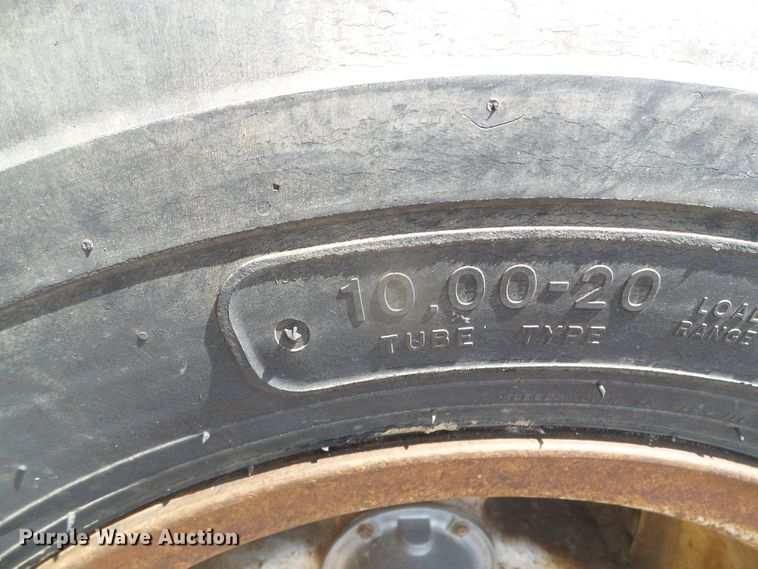 10.00-20
TUBE TYPE
LOAD
RANGE
Purple Wave Auction